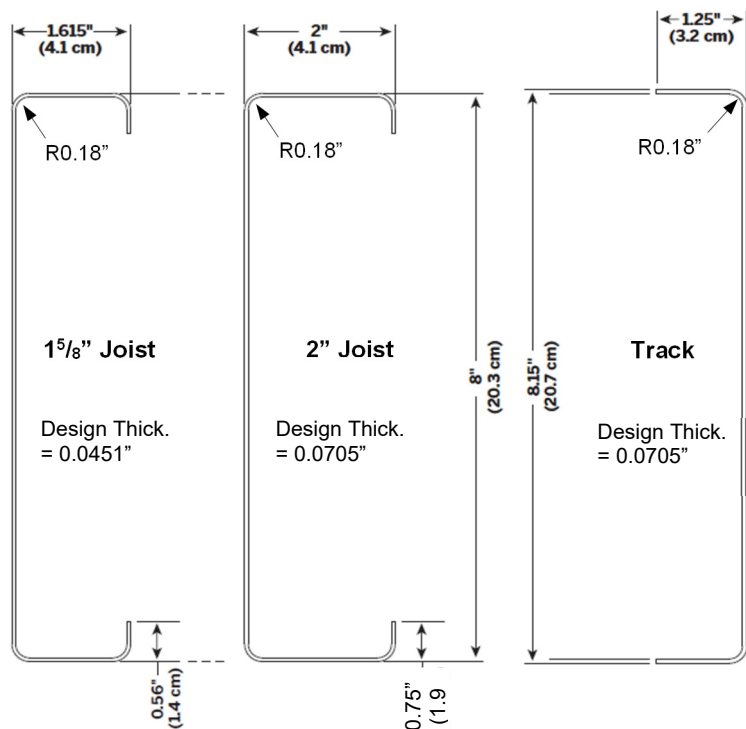 1.615"
(4.1 cm)
2"
(4.1 cm)
1.25"
(3.2 cm)
R0.18”
R0.18”
R0.18”
1⁵/₈” Joist
2” Joist
Track
8"
(20.3 cm)
8.15"
(20.7 cm)
Design Thick.
= 0.0451”
Design Thick.
= 0.0705”
Design Thick.
= 0.0705”
0.56"
(1.4 cm)
0.75”
(1.9